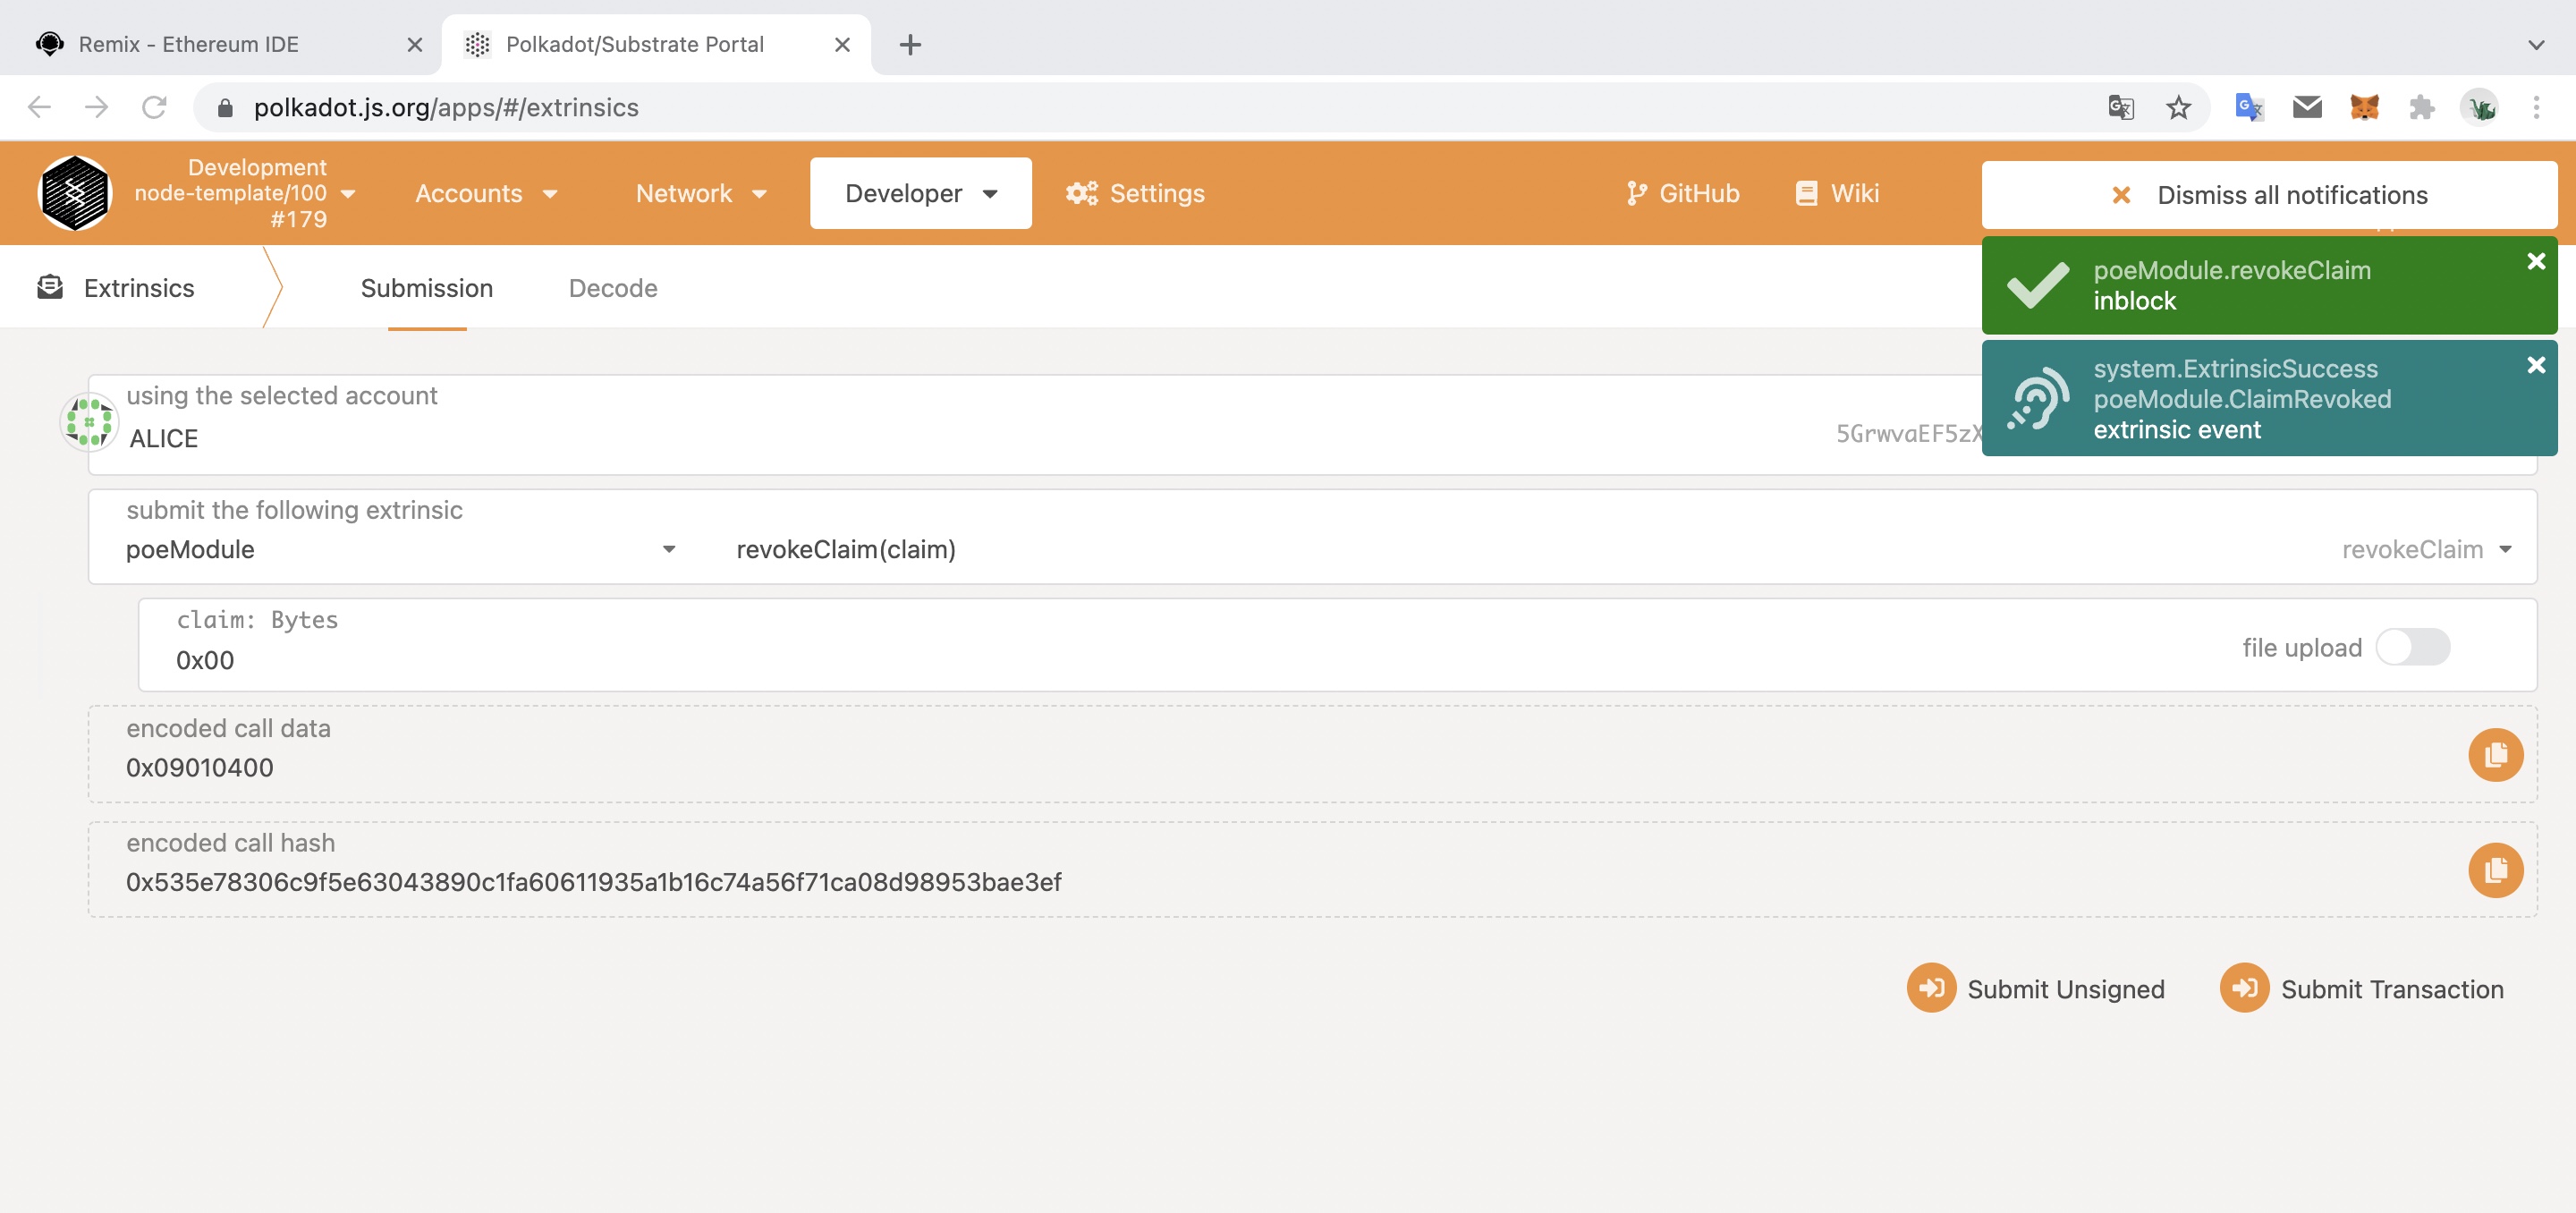 Remix - Ethereum IDE
Polkadot/Substrate Portal
polkadot.js.org/apps/#/extrinsics
Development
node-template/100
#179
Accounts
Network
Developer
Settings
GitHub
Wiki
Dismiss all notifications
poeModule.revokeClaim
inblock
system.ExtrinsicSuccess
poeModule.ClaimRevoked
extrinsic event
Extrinsics
Submission
Decode
using the selected account
ALICE
5GrwvaEF5zX
submit the following extrinsic
poeModule
revokeClaim(claim)
revokeClaim
claim: Bytes
0x00
file upload
encoded call data
0x09010400
encoded call hash
0x535e78306c9f5e63043890c1fa60611935a1b16c74a56f71ca08d98953bae3ef
Submit Unsigned
Submit Transaction